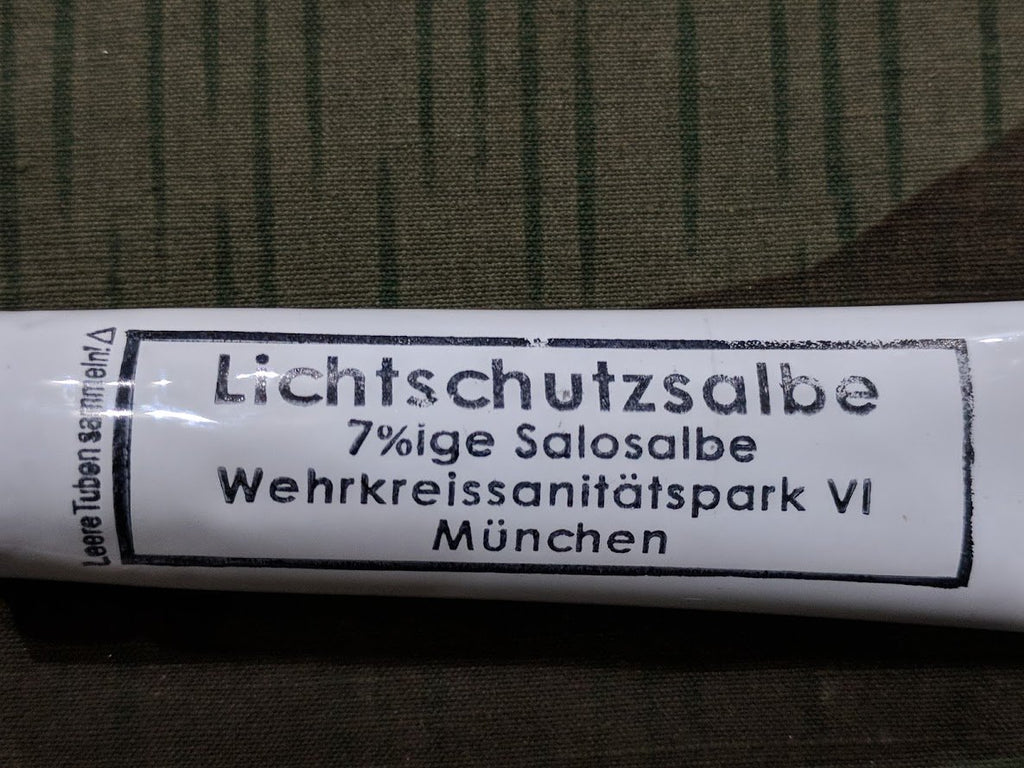 Lichtschutzsalbe
7%ige Salosalbe
Wehrkreissanitätspark VI
München
Leere Tuben sammeln!